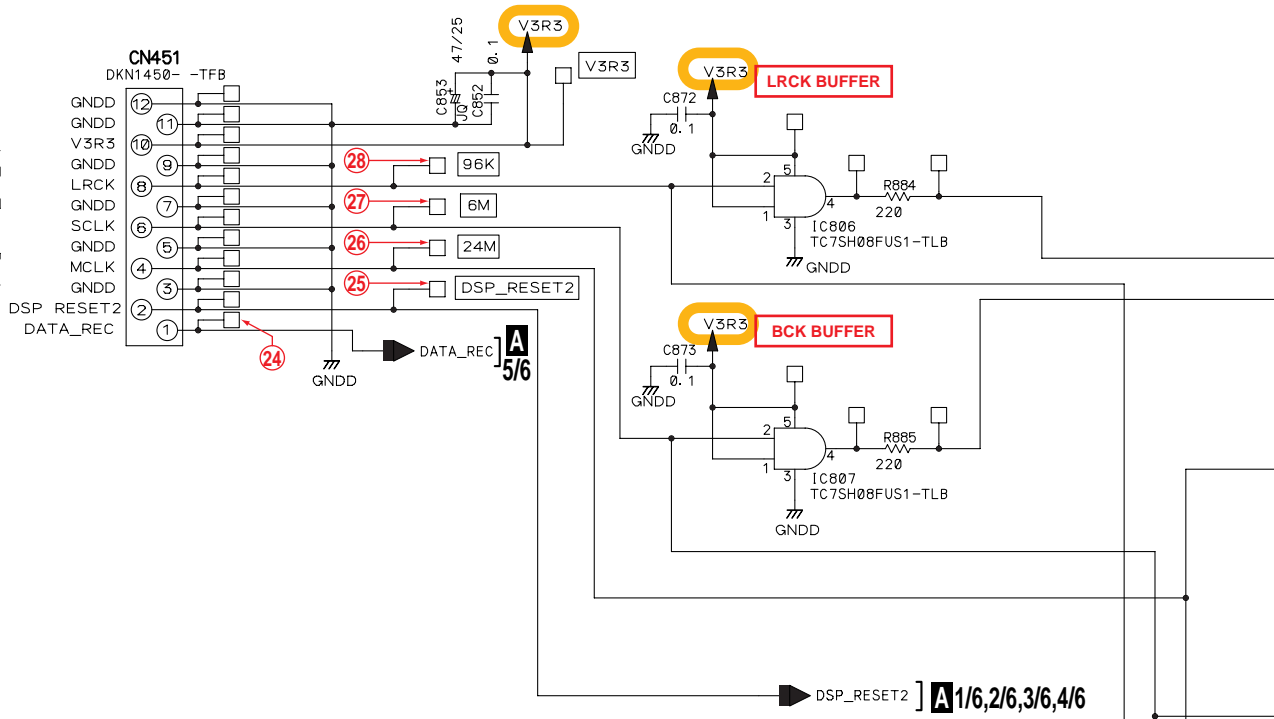 CN451
DKN1450- -TFB
GNDD 12
GNDD 11
V3R3 10
GNDD 9
LRCK 8
GNDD 7
SCLK 6
GNDD 5
MCLK 4
GNDD 3
DSP RESET2 2
DATA_REC 1
24
GNDD
C853
47/25
JQ
C852
0.1
V3R3
V3R3
28 96K
27 6M
26 24M
25 DSP_RESET2
DATA_REC A
5/6
V3R3
LRCK BUFFER
C872
0.1
GNDD
5
2
1
4
3
R884
220
IC806
TC7SH08FUS1-TLB
GNDD
V3R3
BCK BUFFER
C873
0.1
GNDD
5
2
1
4
3
R885
220
IC807
TC7SH08FUS1-TLB
GNDD
DSP_RESET2 A 1/6,2/6,3/6,4/6